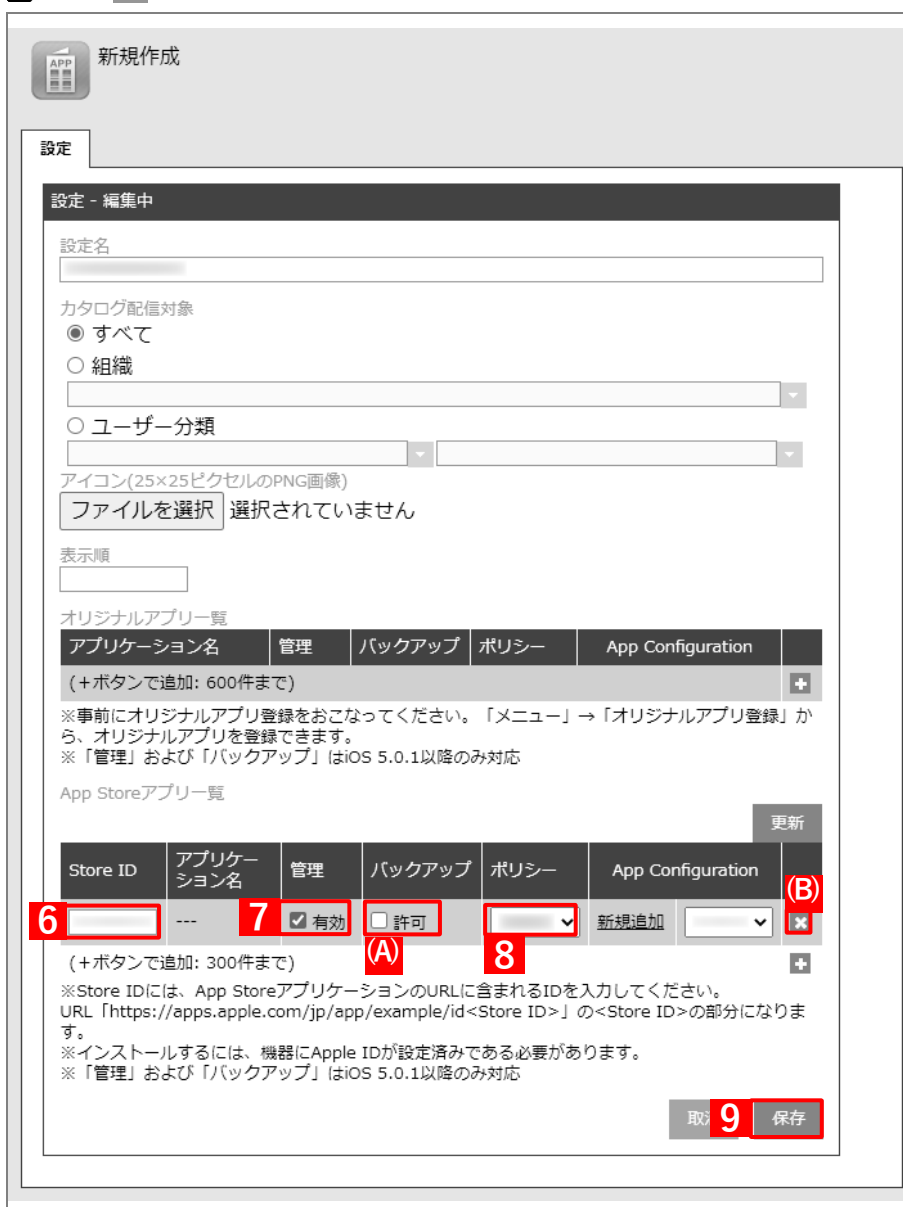 APP
新規作成
設定
設定 - 編集中
設定名
カタログ配信対象
すべて
組織
ユーザー分類
アイコン(25×25ピクセルのPNG画像)
ファイルを選択 選択されていません
表示順
オリジナルアプリ一覧
アプリケーション名 管理 バックアップ ポリシー App Configuration
(+ボタンで追加: 600件まで)
※事前にオリジナルアプリ登録をおこなってください。「メニュー」→「オリジナルアプリ登録」か
ら、オリジナルアプリを登録できます。
※「管理」および「バックアップ」はiOS 5.0.1以降のみ対応
App Storeアプリ一覧
更新
Store ID アプリケー
ション名 管理 バックアップ ポリシー App Configuration
(B)
6 --- 7 有効 許可 新規追加
(A) 8
(+ボタンで追加: 300件まで)
※Store IDには、App StoreアプリケーションのURLに含まれるIDを入力してください。
URL「https://apps.apple.com/jp/app/example/id<Store ID>」の<Store ID>の部分になりま
す。
※インストールするには、機器にApple IDが設定済みである必要があります。
※「管理」および「バックアップ」はiOS 5.0.1以降のみ対応
取 9 保存